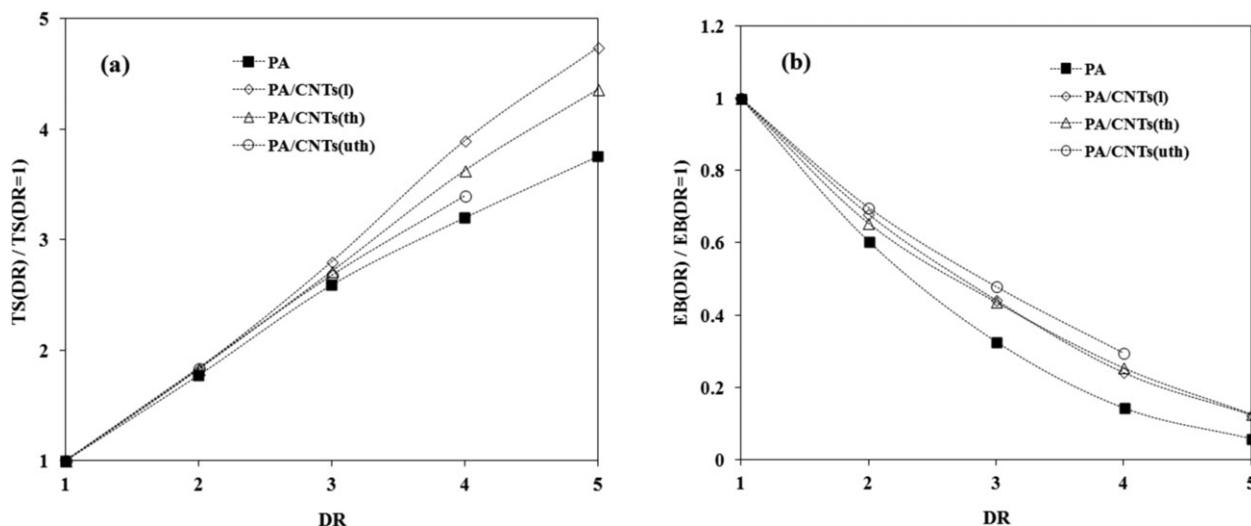 (a)
PA
PA/CNTs(l)
PA/CNTs(th)
PA/CNTs(uth)
TS(DR) / TS(DR=1)
5
4
3
2
1
1 2 3 4 5
DR
(b)
PA
PA/CNTs(l)
PA/CNTs(th)
PA/CNTs(uth)
EB(DR) / EB(DR=1)
1.2
1
0.8
0.6
0.4
0.2
0
1 2 3 4 5
DR